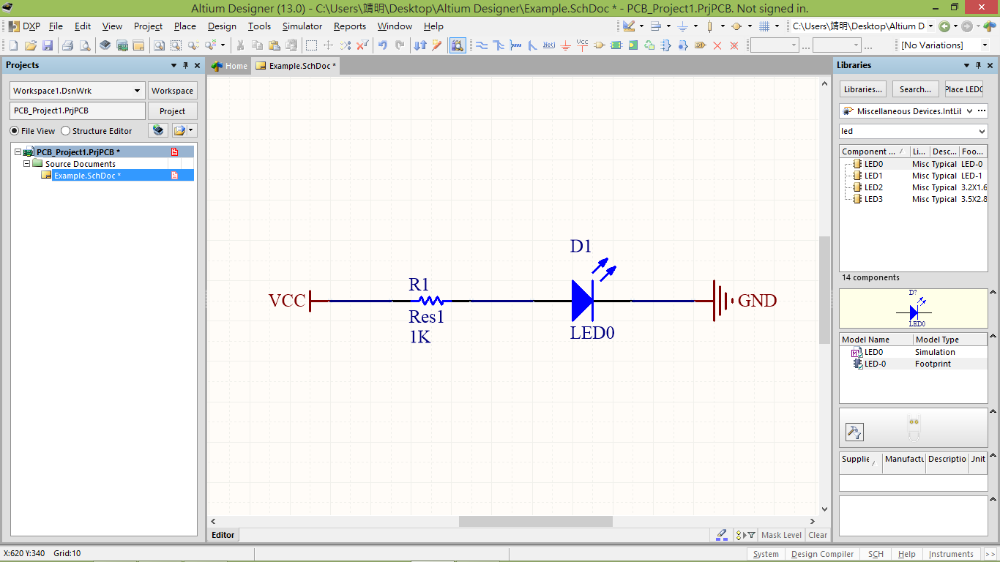 Altium Designer (13.0) - C:\Users\靖明\Desktop\Altium Designer\Example.SchDoc * - PCB_Project1.PrjPCB. Not signed in.
DXP File Edit View Project Place Design Tools Simulator Reports Window Help C:\Users\靖明\Desktop\Altium D
Net Vcc ... ... [No Variations]
Projects
Workspace1.DsnWrk Workspace
PCB_Project1.PrjPCB Project
File View Structure Editor
PCB_Project1.PrjPCB *
Source Documents
Example.SchDoc *
Home Example.SchDoc *
D1
R1
VCC GND
Res1
1K
LED0
Editor Mask Level Clear
Libraries
Libraries... Search... Place LED0
Miscellaneous Devices.IntLib ...
led
Component ... / Li... Desc... Foo...
LED0 Misc Typical LED-0
LED1 Misc Typical LED-1
LED2 Misc Typical 3.2X1.6
LED3 Misc Typical 3.5X2.8
14 components
D?
LED0
Model Name Model Type
LED0 Simulation
LED-0 Footprint
Supplie / Manufactu Descriptio Unit
X:620 Y:340 Grid:10 System Design Compiler SCH Help Instruments >>